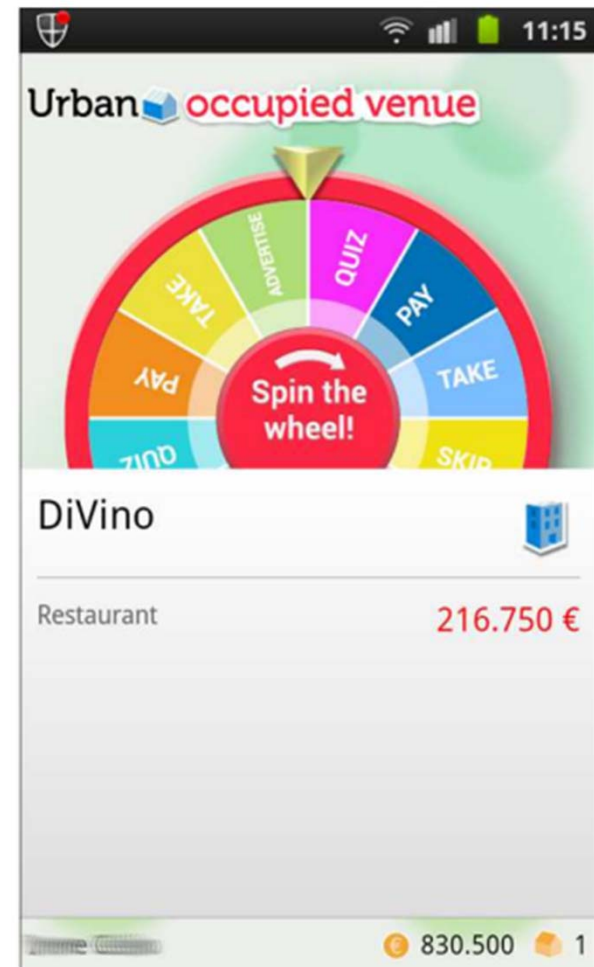 11:15
Urban occupied venue
ADVERTISE
QUIZ
TAKE
PAY
PAY
TAKE
QUIZ
SKIP
Spin the
wheel!
DiVino
Restaurant 216.750 €
830.500 1